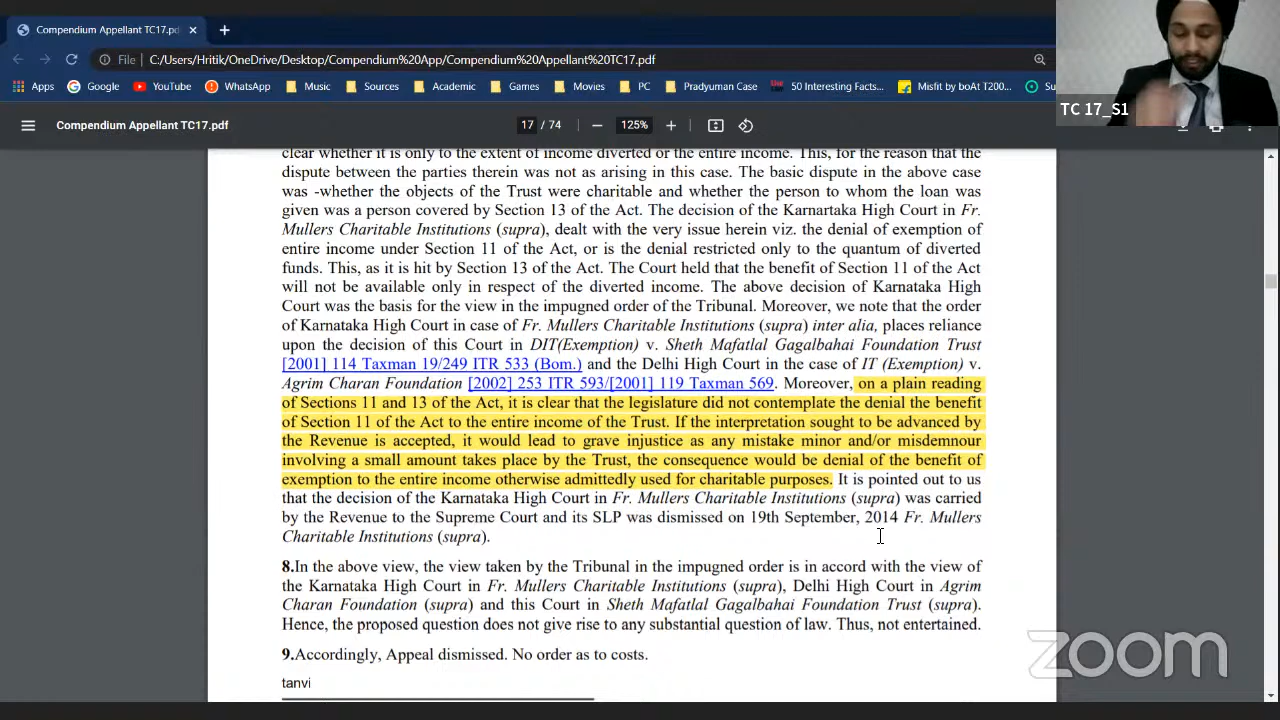 Compendium Appellant TC17.pd
File
C:/Users/Hritik/OneDrive/Desktop/Compendium%20App/Compendium%20Appellant%20TC17.pdf
Apps Google YouTube WhatsApp Music Sources Academic Games Movies PC Pradyuman Case 50 Interesting Facts... Misfit by boAt T200...
TC 17_S1
Compendium Appellant TC17.pdf 17 / 74 125%
clear whether it is only to the extent of income diverted or the entire income. This, for the reason that the
dispute between the parties therein was not as arising in this case. The basic dispute in the above case
was -whether the objects of the Trust were charitable and whether the person to whom the loan was
given was a person covered by Section 13 of the Act. The decision of the Karnartaka High Court in Fr.
Mullers Charitable Institutions (supra), dealt with the very issue herein viz. the denial of exemption of
entire income under Section 11 of the Act, or is the denial restricted only to the quantum of diverted
funds. This, as it is hit by Section 13 of the Act. The Court held that the benefit of Section 11 of the Act
will not be available only in respect of the diverted income. The above decision of Karnataka High
Court was the basis for the view in the impugned order of the Tribunal. Moreover, we note that the order
of Karnataka High Court in case of Fr. Mullers Charitable Institutions (supra) inter alia, places reliance
upon the decision of this Court in DIT(Exemption) v. Sheth Mafatlal Gagalbahai Foundation Trust
[2001] 114 Taxman 19/249 ITR 533 (Bom.) and the Delhi High Court in the case of IT (Exemption) v.
Agrim Charan Foundation [2002] 253 ITR 593/[2001] 119 Taxman 569. Moreover, on a plain reading
of Sections 11 and 13 of the Act, it is clear that the legislature did not contemplate the denial the benefit
of Section 11 of the Act to the entire income of the Trust. If the interpretation sought to be advanced by
the Revenue is accepted, it would lead to grave injustice as any mistake minor and/or misdemnour
involving a small amount takes place by the Trust, the consequence would be denial of the benefit of
exemption to the entire income otherwise admittedly used for charitable purposes. It is pointed out to us
that the decision of the Karnataka High Court in Fr. Mullers Charitable Institutions (supra) was carried
by the Revenue to the Supreme Court and its SLP was dismissed on 19th September, 2014 Fr. Mullers
Charitable Institutions (supra).
8.In the above view, the view taken by the Tribunal in the impugned order is in accord with the view of
the Karnataka High Court in Fr. Mullers Charitable Institutions (supra), Delhi High Court in Agrim
Charan Foundation (supra) and this Court in Sheth Mafatlal Gagalbahai Foundation Trust (supra).
Hence, the proposed question does not give rise to any substantial question of law. Thus, not entertained.
9.Accordingly, Appeal dismissed. No order as to costs.
tanvi
zoom